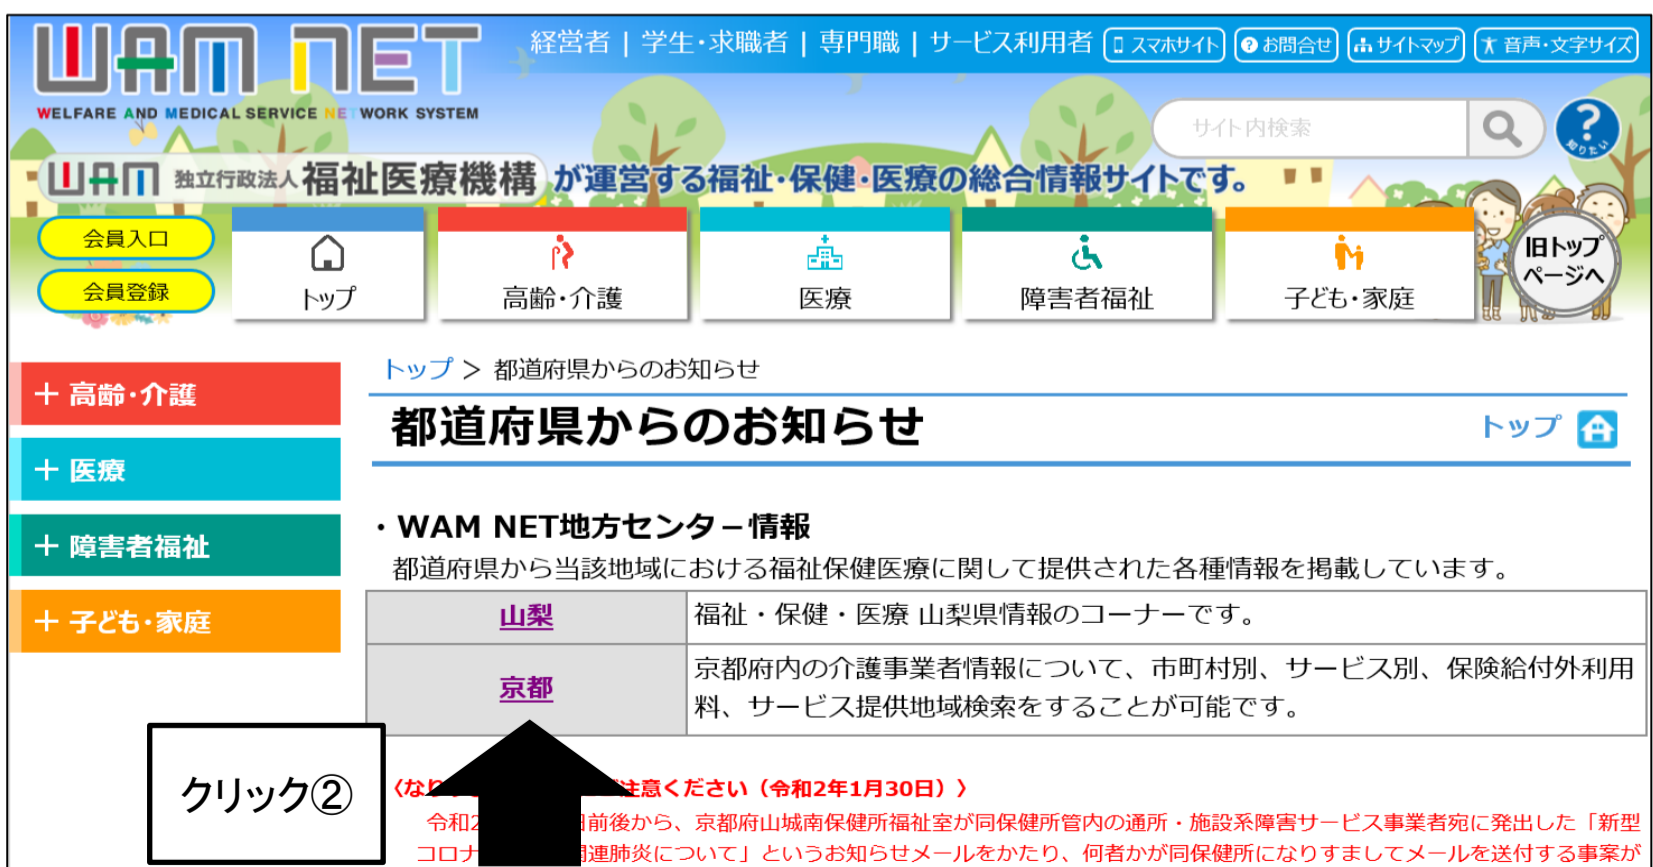 WAM NET
経営者 | 学生・求職者 | 専門職 | サービス利用者 スマホサイト お問合せ サイトマップ 音声・文字サイズ
WELFARE AND MEDICAL SERVICE NETWORK SYSTEM
サイト内検索
? 知りたい
WAM 独立行政法人 福祉医療機構 が運営する福祉・保健・医療の総合情報サイトです。
会員入口
会員登録
トップ
高齢・介護
医療
障害者福祉
子ども・家庭
旧トップ
ページへ
＋ 高齢・介護
＋ 医療
＋ 障害者福祉
＋ 子ども・家庭
トップ ＞ 都道府県からのお知らせ
都道府県からのお知らせ
トップ
・WAM NET地方センター情報
都道府県から当該地域における福祉保健医療に関して提供された各種情報を掲載しています。
山梨
福祉・保健・医療 山梨県情報のコーナーです。
京都
京都府内の介護事業者情報について、市町村別、サービス別、保険給付外利用
料、サービス提供地域検索をすることが可能です。
クリック②
〈な 注意ください（令和2年1月30日）〉
令和2 前後から、京都府山城南保健所福祉室が同保健所管内の通所・施設系障害サービス事業者宛に発出した「新型
コロナ 関連肺炎について」というお知らせメールをかたり、何者かが同保健所になりすましてメールを送付する事案が